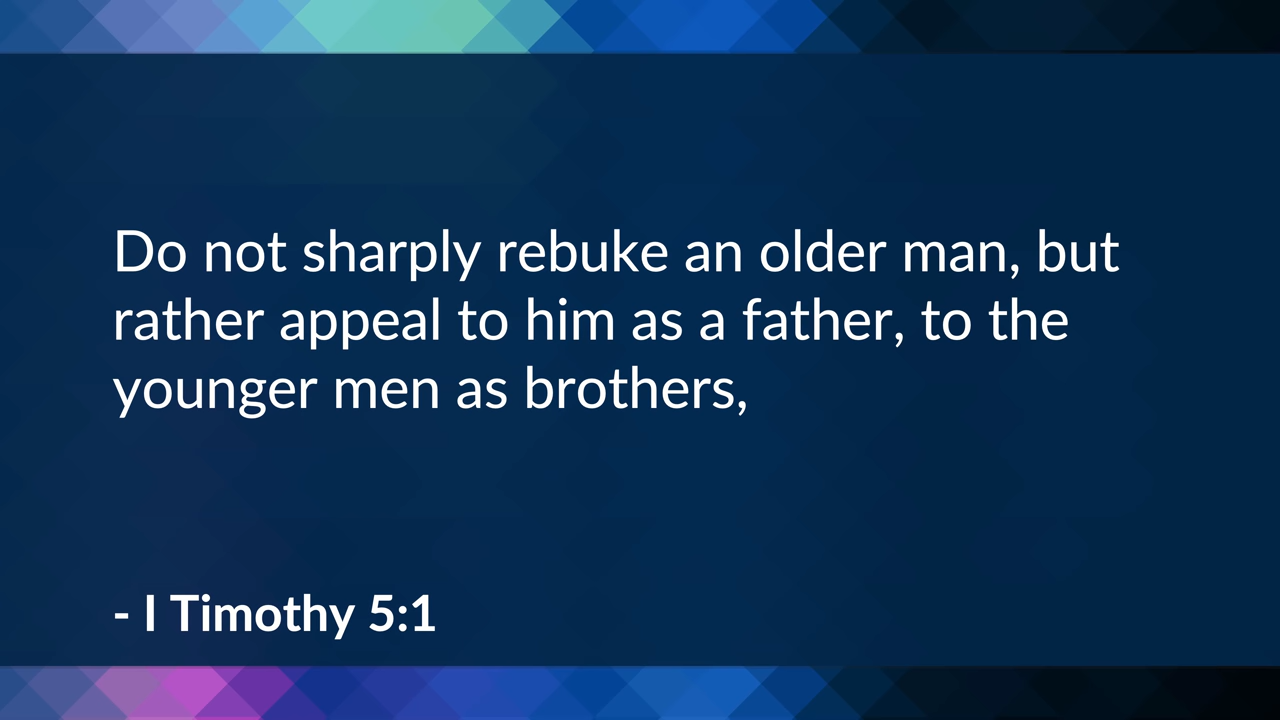 Do not sharply rebuke an older man, but
rather appeal to him as a father, to the
younger men as brothers,
- I Timothy 5:1